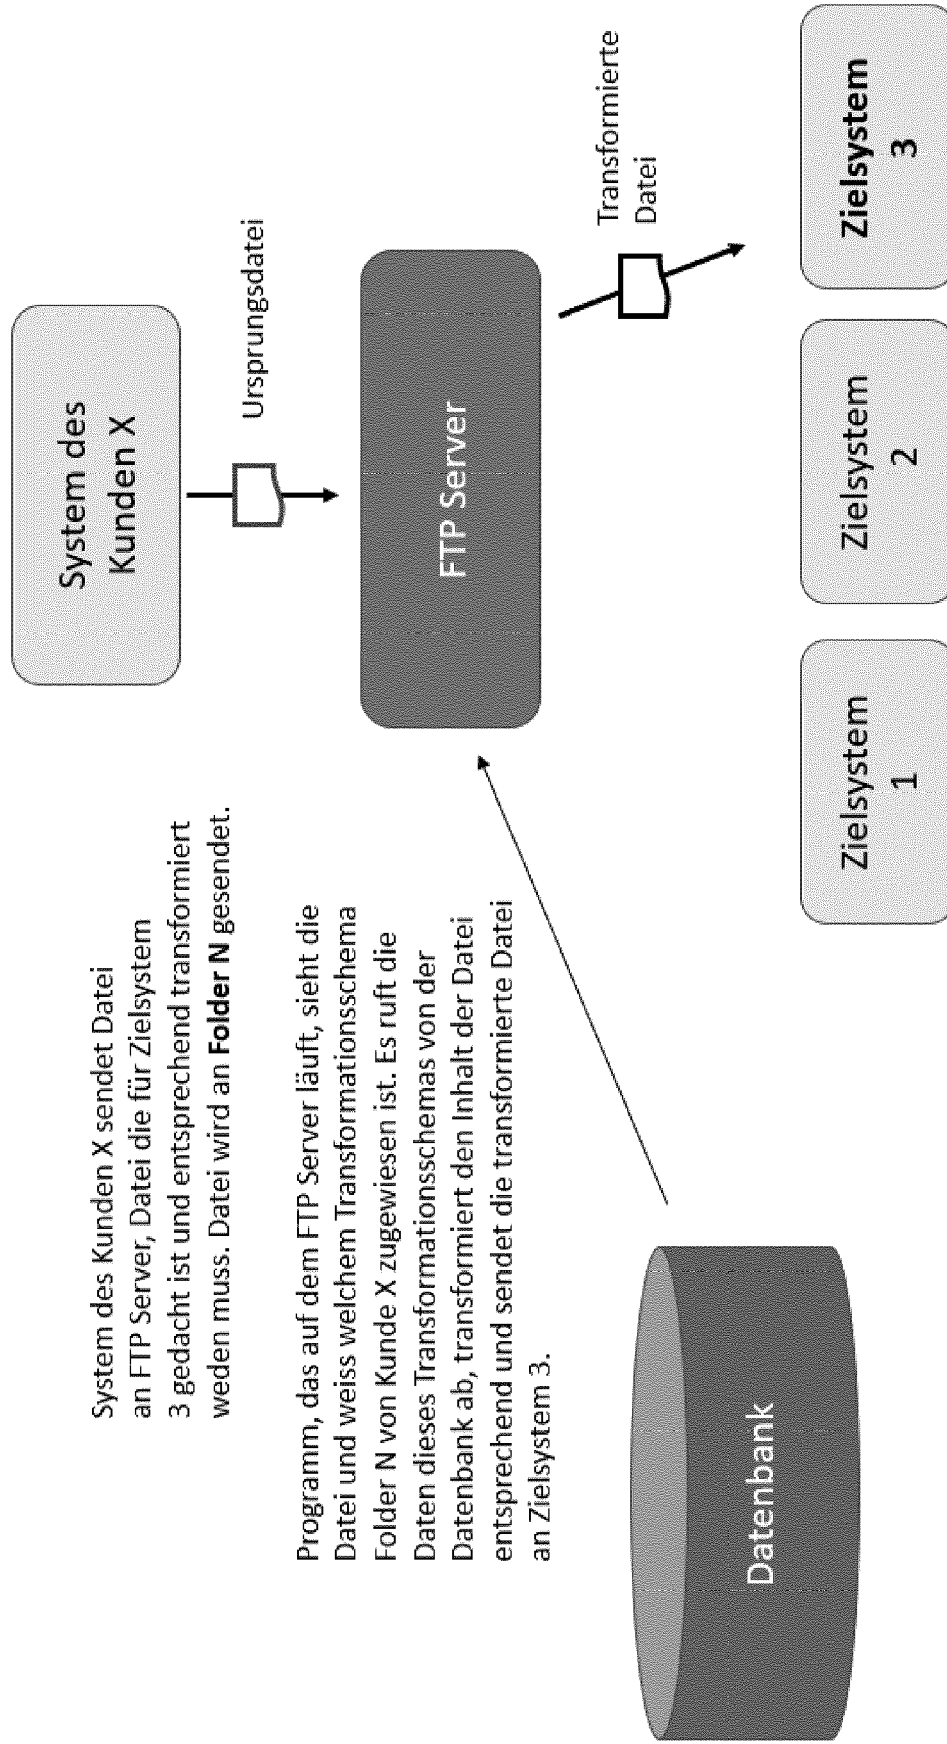 System des
Kunden X
Ursprungsdatei
System des Kunden X sendet Datei
an FTP Server, Datei die für Zielsystem
3 gedacht ist und entsprechend transformiert
weden muss. Datei wird an Folder N gesendet.
Programm, das auf dem FTP Server läuft, sieht die
Datei und weiss welchem Transformationsschema
Folder N von Kunde X zugewiesen ist. Es ruft die
Daten dieses Transformationsschemas von der
Datenbank ab, transformiert den Inhalt der Datei
entsprechend und sendet die transformierte Datei
an Zielsystem 3.
FTP Server
Transformierte
Datei
Datenbank
Zielsystem
1
Zielsystem
2
Zielsystem
3